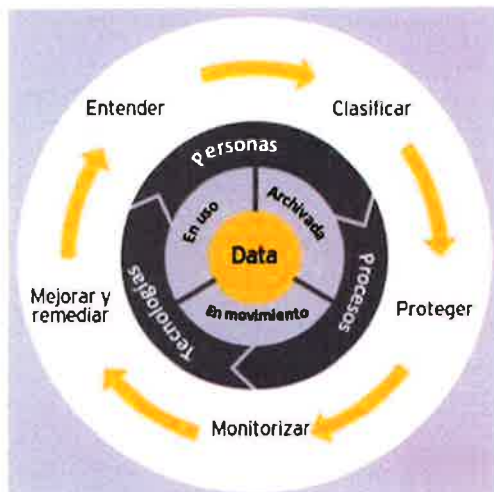 Entender
Clasificar
Personas
En uso
Archivada
Data
En movimiento
Tecnologías
Procesos
Mejorar y
remediar
Proteger
Monitorizar